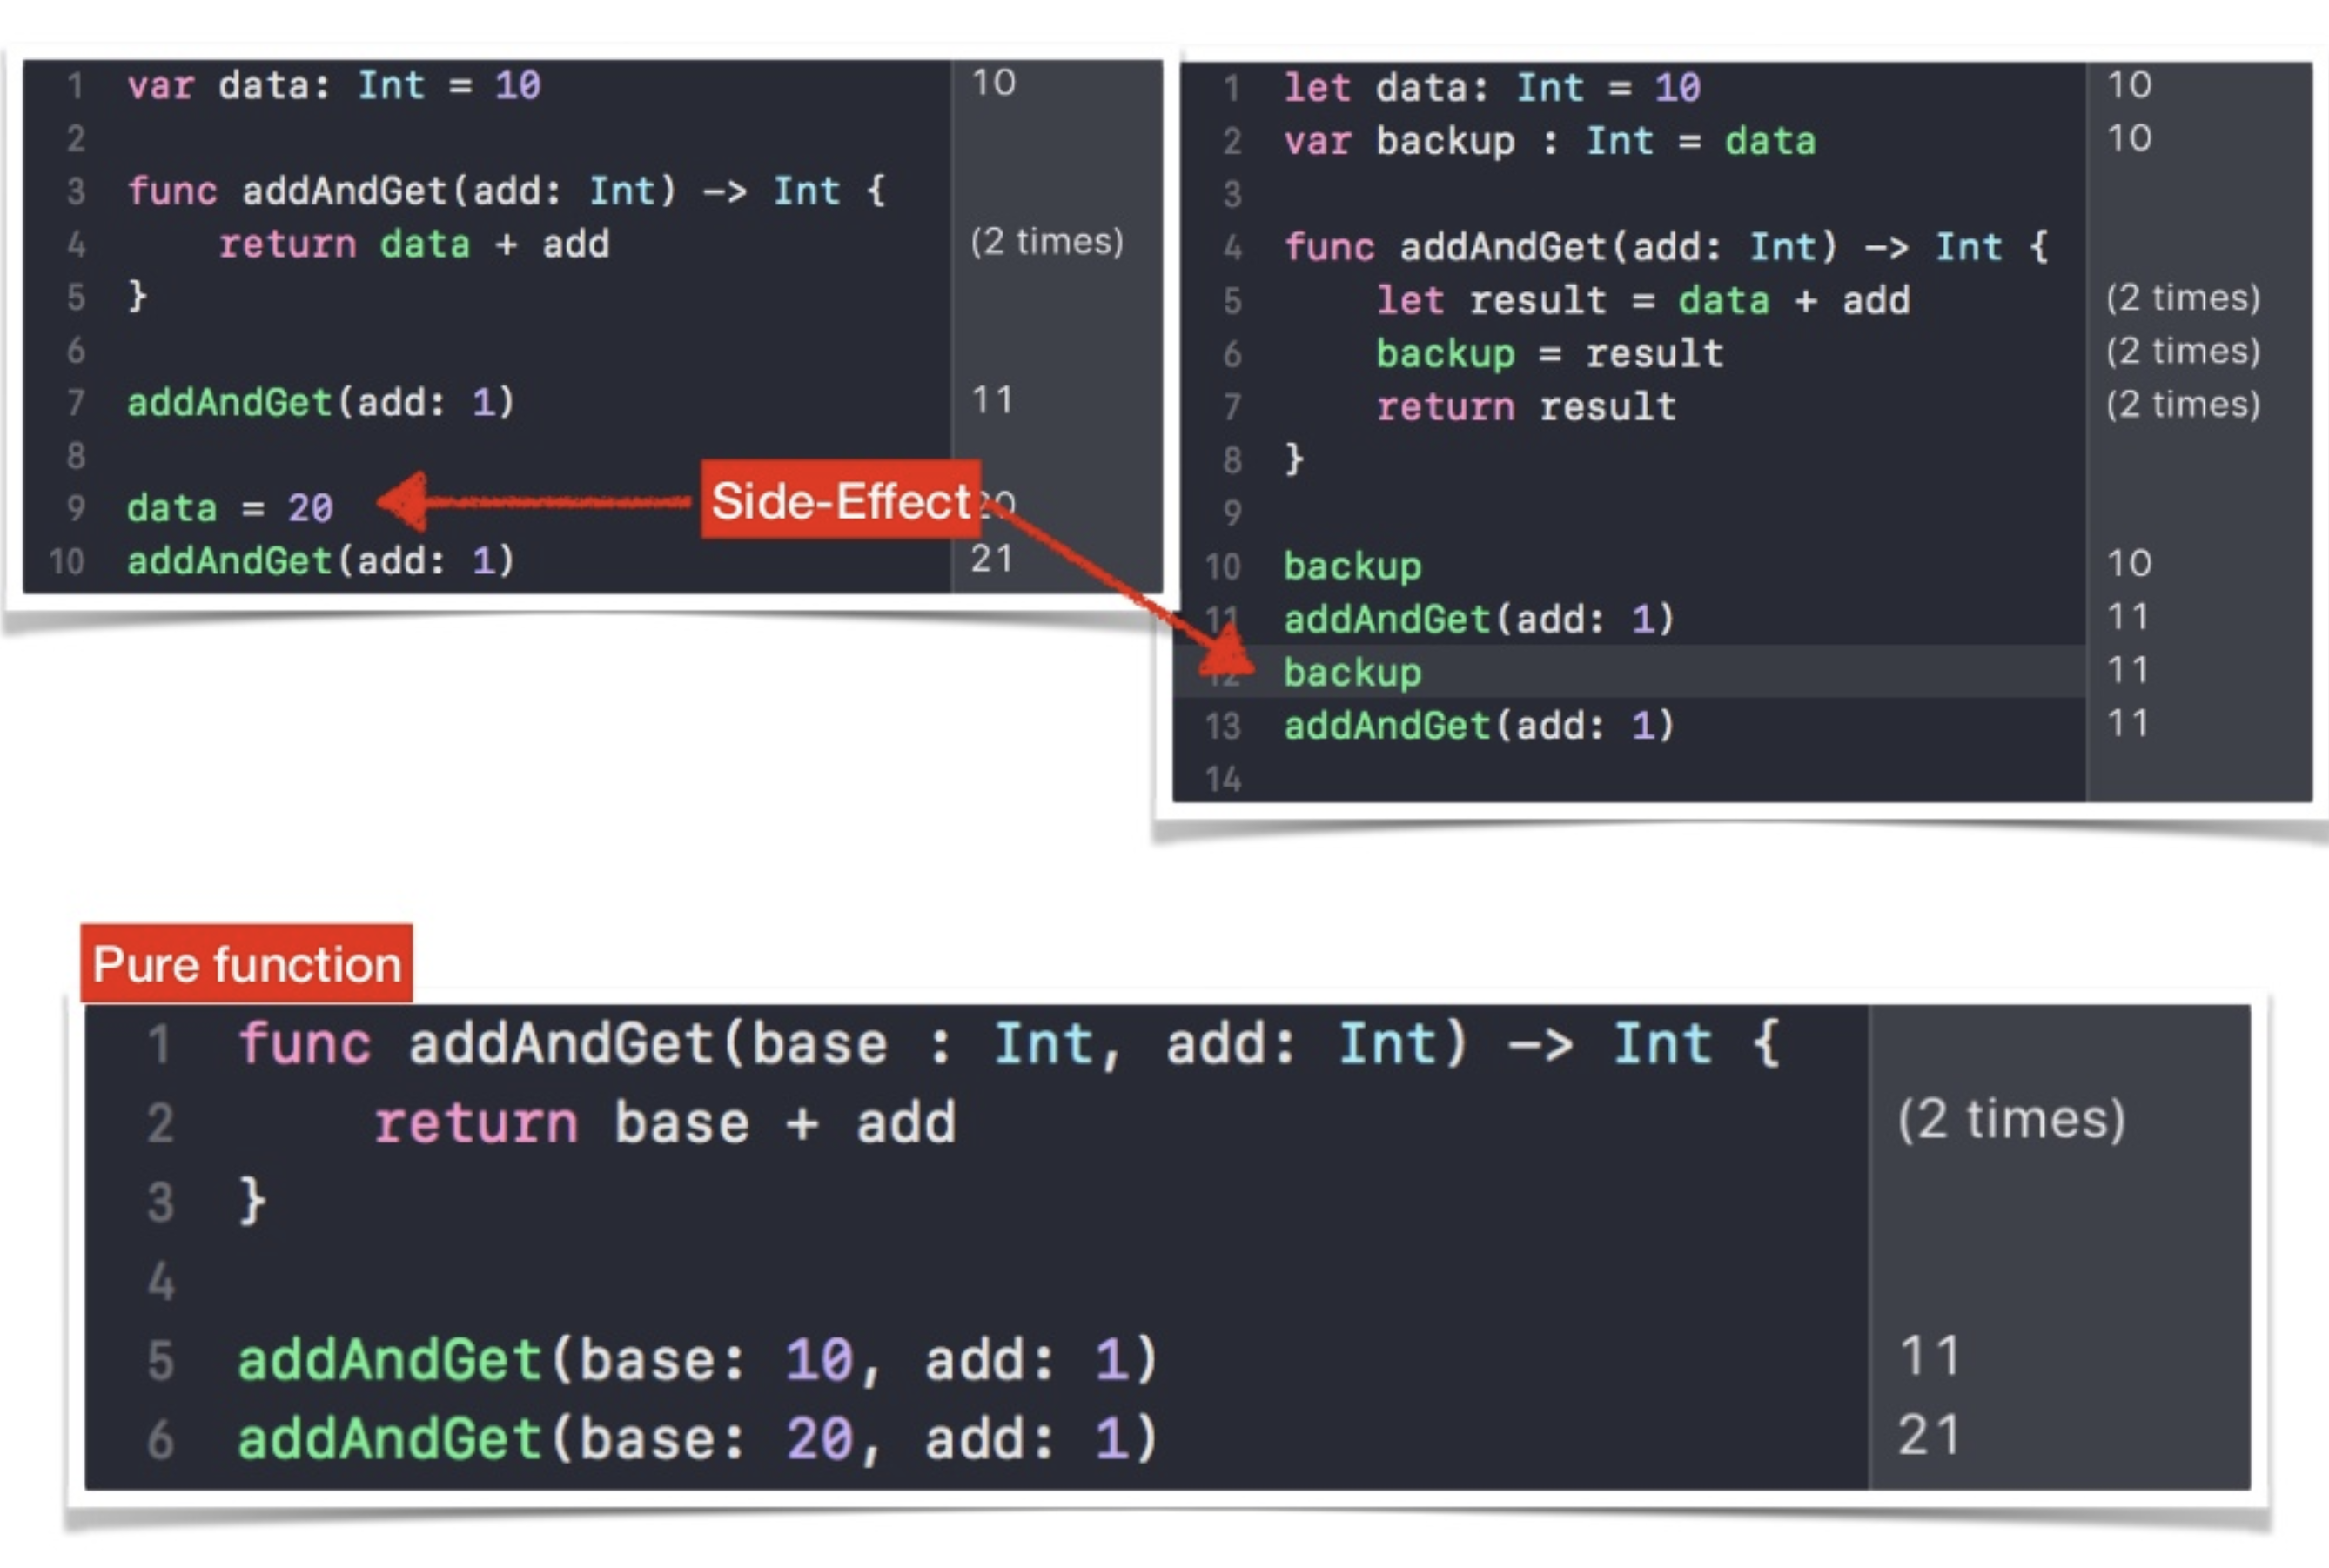 1 var data: Int = 10 10
2
3 func addAndGet(add: Int) -> Int {
4 return data + add (2 times)
5 }
6
7 addAndGet(add: 1) 11
8
9 data = 20 20
10 addAndGet(add: 1) 21
Side-Effect
1 let data: Int = 10 10
2 var backup : Int = data 10
3
4 func addAndGet(add: Int) -> Int {
5 let result = data + add (2 times)
6 backup = result (2 times)
7 return result (2 times)
8 }
9
10 backup 10
11 addAndGet(add: 1) 11
12 backup 11
13 addAndGet(add: 1) 11
14
Pure function
1 func addAndGet(base : Int, add: Int) -> Int {
2 return base + add (2 times)
3 }
4
5 addAndGet(base: 10, add: 1) 11
6 addAndGet(base: 20, add: 1) 21